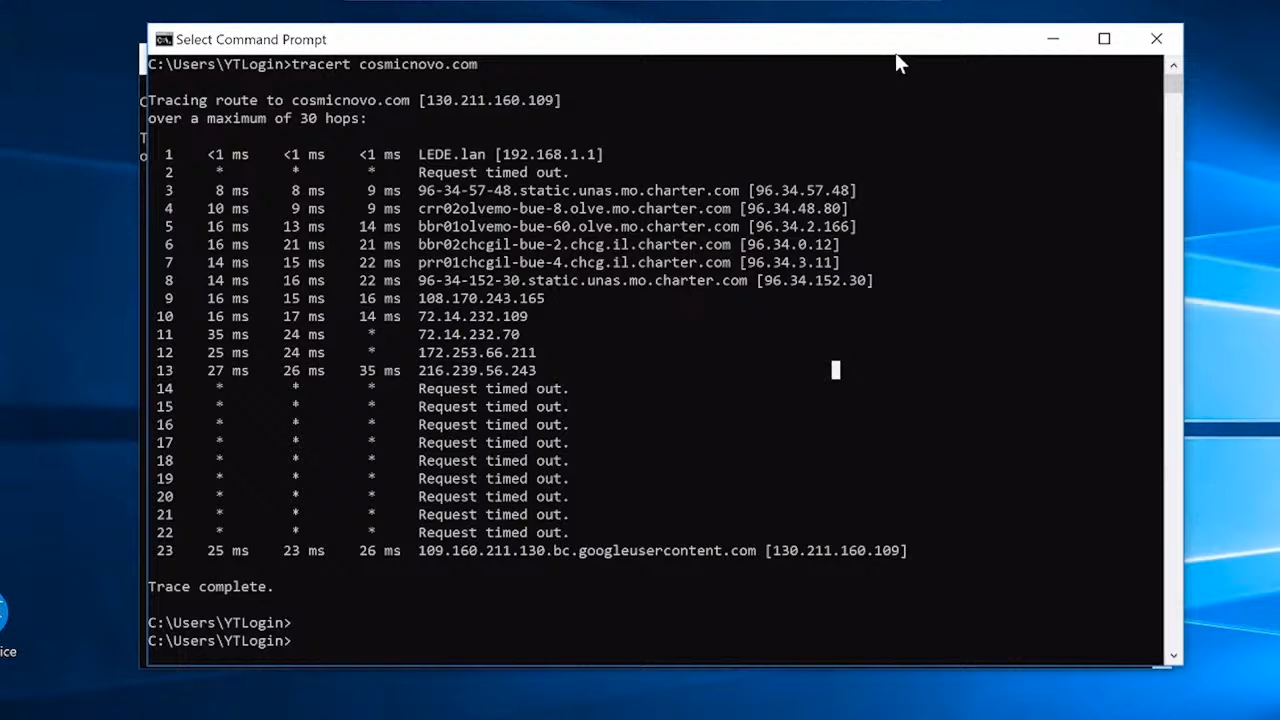 Select Command Prompt
C:\Users\YTLogin>tracert cosmicnovo.com
Tracing route to cosmicnovo.com [130.211.160.109]
over a maximum of 30 hops:
1 <1 ms <1 ms <1 ms LEDE.lan [192.168.1.1]
2 * * * Request timed out.
3 8 ms 8 ms 9 ms 96-34-57-48.static.unas.mo.charter.com [96.34.57.48]
4 10 ms 9 ms 9 ms crr02olvemo-bue-8.olve.mo.charter.com [96.34.48.80]
5 16 ms 13 ms 14 ms bbr01olvemo-bue-60.olve.mo.charter.com [96.34.2.166]
6 16 ms 21 ms 21 ms bbr02chcgil-bue-2.chcg.il.charter.com [96.34.0.12]
7 14 ms 15 ms 22 ms prr01chcgil-bue-4.chcg.il.charter.com [96.34.3.11]
8 14 ms 16 ms 22 ms 96-34-152-30.static.unas.mo.charter.com [96.34.152.30]
9 16 ms 15 ms 16 ms 108.170.243.165
10 16 ms 17 ms 14 ms 72.14.232.109
11 35 ms 24 ms * 72.14.232.70
12 25 ms 24 ms * 172.253.66.211
13 27 ms 26 ms 35 ms 216.239.56.243
14 * * * Request timed out.
15 * * * Request timed out.
16 * * * Request timed out.
17 * * * Request timed out.
18 * * * Request timed out.
19 * * * Request timed out.
20 * * * Request timed out.
21 * * * Request timed out.
22 * * * Request timed out.
23 25 ms 23 ms 26 ms 109.160.211.130.bc.googleusercontent.com [130.211.160.109]
Trace complete.
C:\Users\YTLogin>
C:\Users\YTLogin>
ice